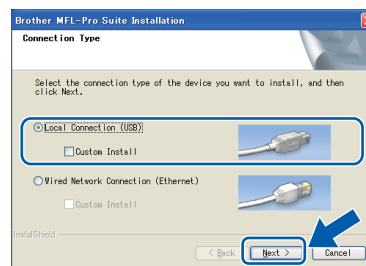 Brother MFL-Pro Suite Installation
Connection Type
Select the connection type of the device you want to install, and then
click Next.
Local Connection (USB)
Custom Install
Wired Network Connection (Ethernet)
Custom Install
InstallShield
< Back
Next >
Cancel